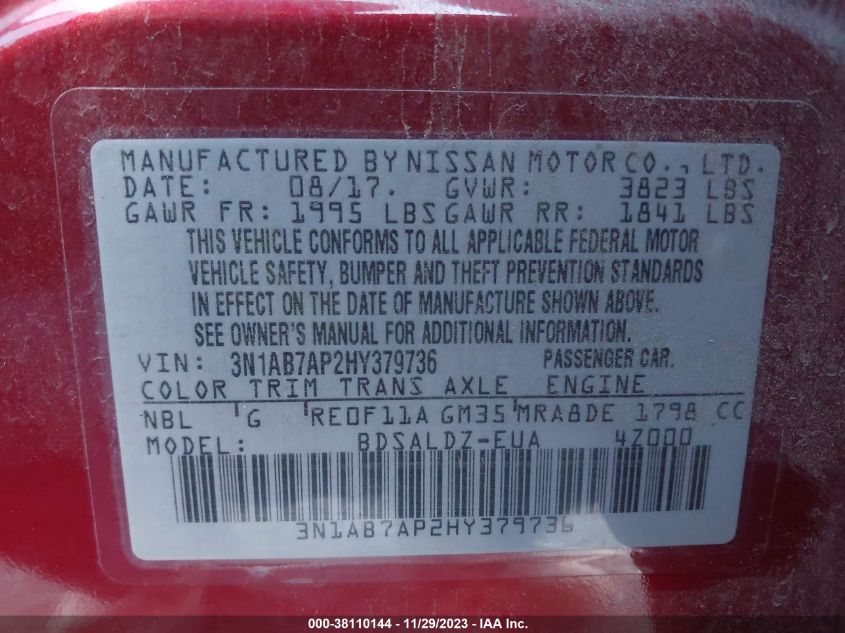 MANUFACTURED BY NISSAN MOTOR CO., LTD.
DATE: 08/17. GVWR: 3823 LBS
GAWR FR: 1995 LBS GAWR RR: 1841 LBS
THIS VEHICLE CONFORMS TO ALL APPLICABLE FEDERAL MOTOR
VEHICLE SAFETY, BUMPER AND THEFT PREVENTION STANDARDS
IN EFFECT ON THE DATE OF MANUFACTURE SHOWN ABOVE.
SEE OWNER'S MANUAL FOR ADDITIONAL INFORMATION.
VIN: 3N1AB7AP2HY379736 PASSENGER CAR.
COLOR TRIM TRANS AXLE ENGINE
NBL G RE0F11A GM35 MRA8DE 1798 CC
MODEL: BDSALDZ-EUA 4Z000
3N1AB7AP2HY379736
000-38110144 - 11/29/2023 - IAA Inc.